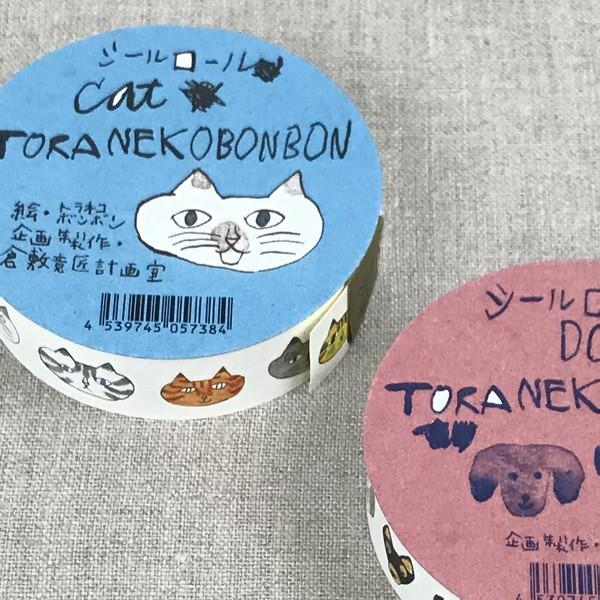 シールロール
cat
TORANEKOBONBON
絵・トラネコボンボン
企画製作・
倉敷意匠計画室
4 539745 057384
シールロ
DO
TORANEK
企画製作・